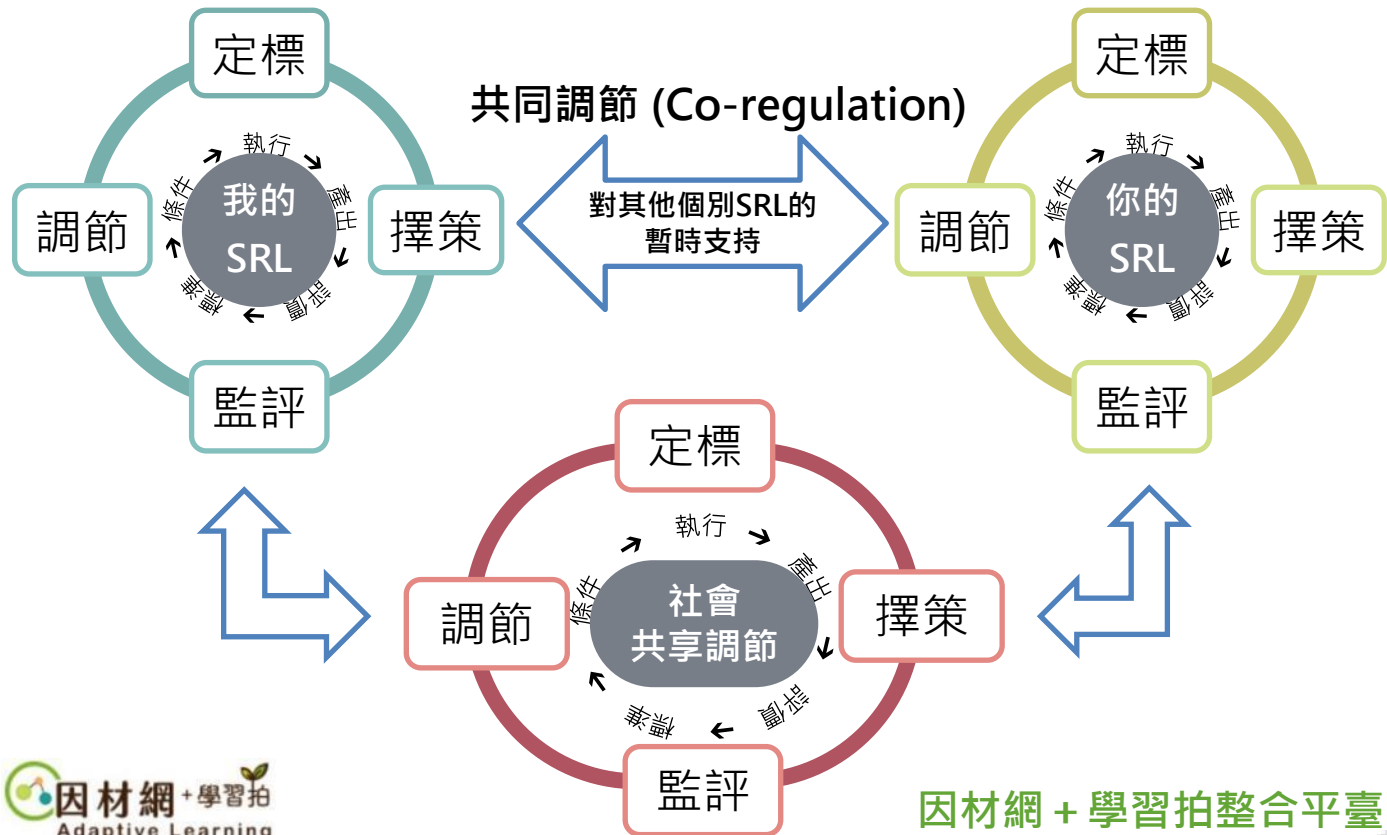 定標
共同調節 (Co-regulation)
定標
執行
產出
評價
標準
條件
我的
SRL
調節
擇策
對其他個別SRL的
暫時支持
執行
產出
評價
標準
條件
你的
SRL
調節
擇策
監評
監評
定標
執行
產出
評價
標準
條件
社會
共享調節
調節
擇策
監評
因材網+學習拍
Adaptive Learning
因材網 + 學習拍整合平臺